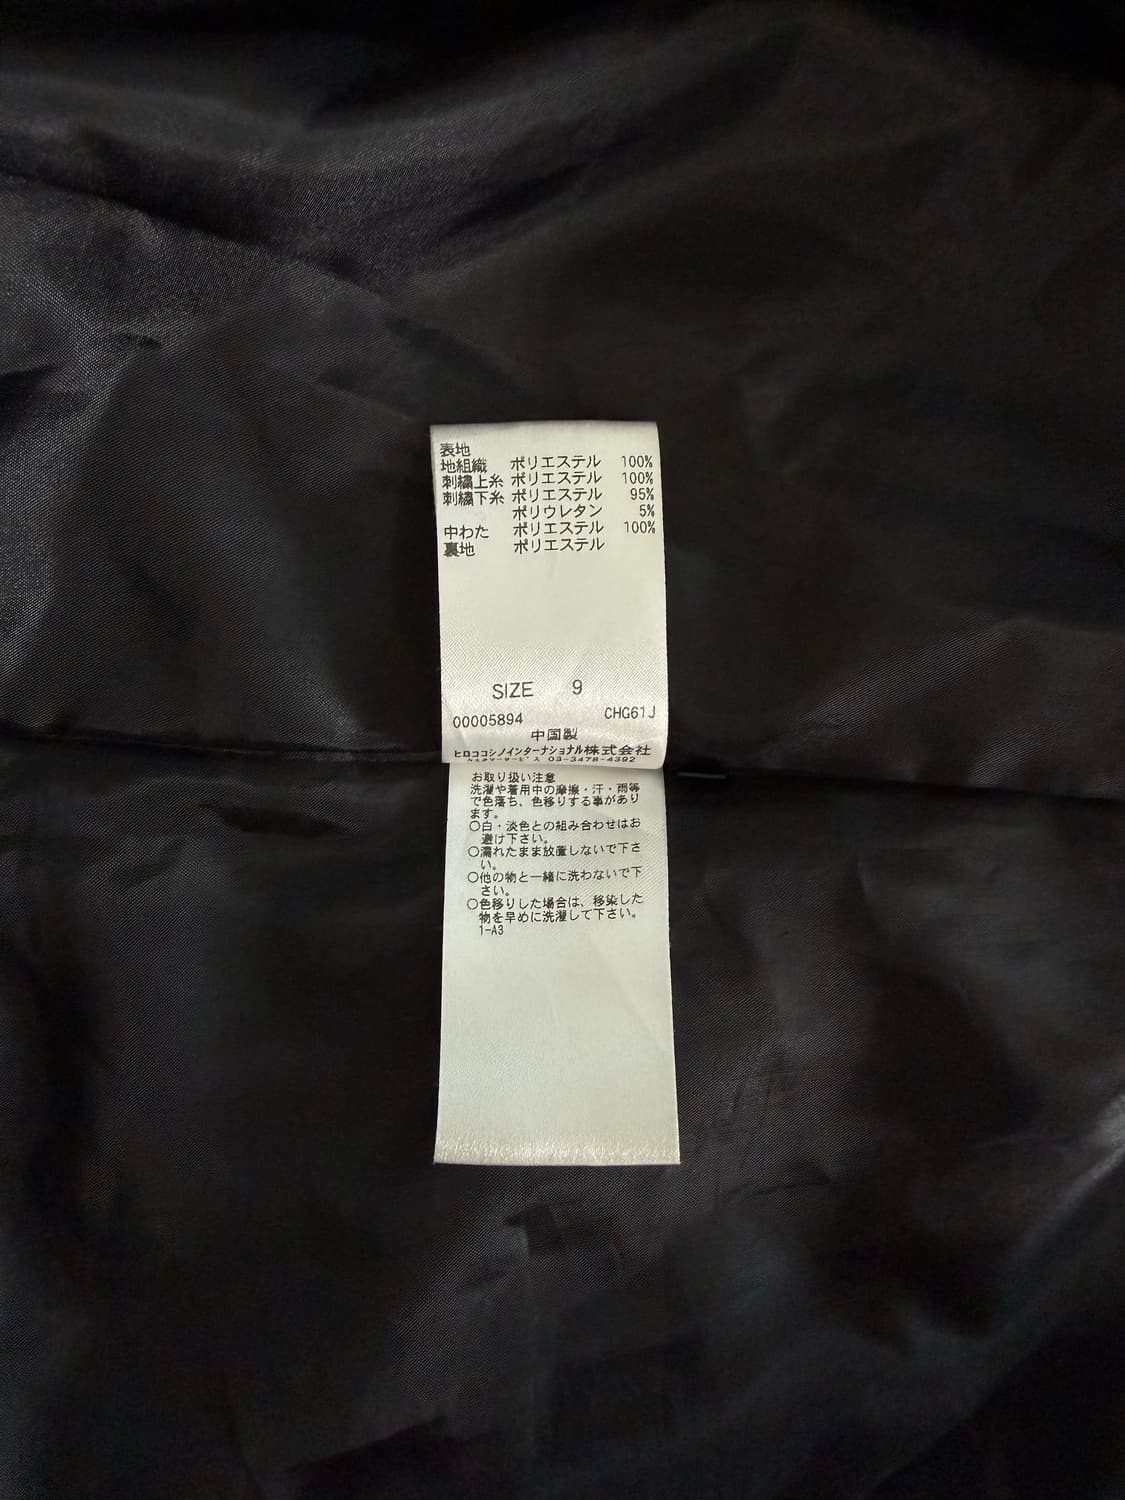 表地
地組織 ポリエステル 100%
刺繍上糸 ポリエステル 100%
刺繍下糸 ポリエステル 95%
ポリウレタン 5%
中わた ポリエステル 100%
裏地 ポリエステル
SIZE 9
00005894 CHG61J
中国製
ヒロココシノインターナショナル株式会社
カスタマーサービス 03-3478-4392
お取り扱い注意
洗濯や着用中の摩擦・汗・雨等
で色落ち、色移りする事があり
ます。
○白・淡色との組み合わせはお
避け下さい。
○濡れたまま放置しないで下さ
い。
○他の物と一緒に洗わないで下
さい。
○色移りした場合は、移染した
物を早めに洗濯して下さい。
1-A3